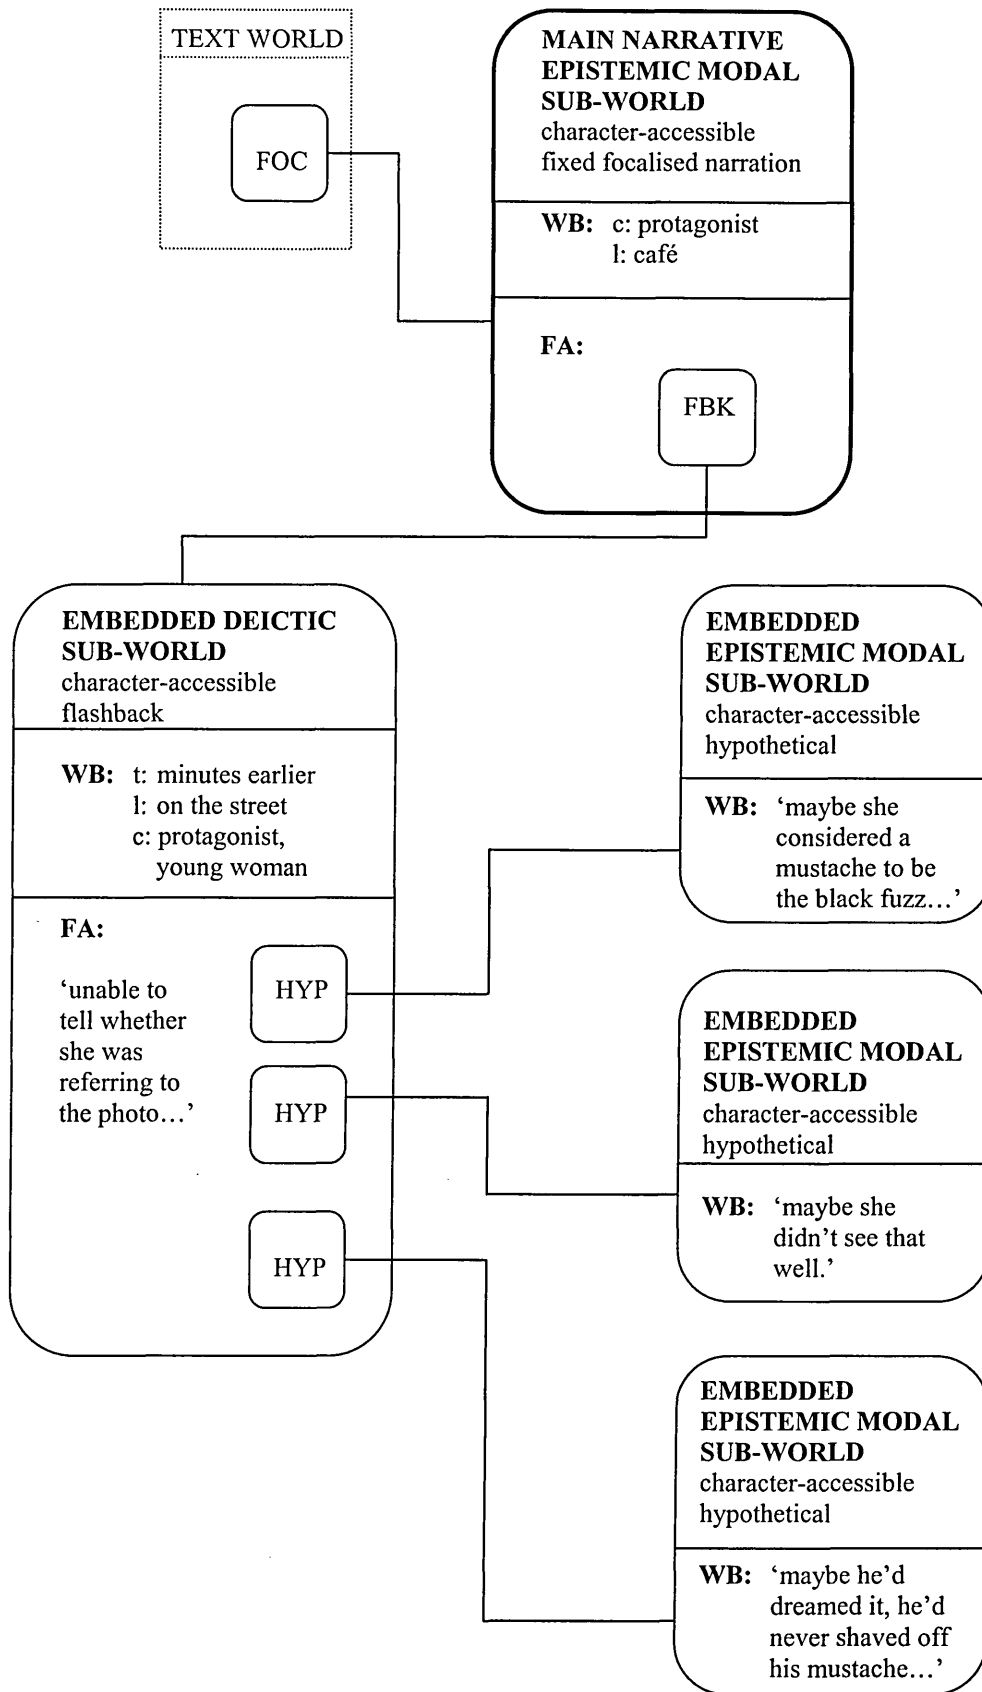 TEXT WORLD
FOC
MAIN NARRATIVE
EPISTEMIC MODAL
SUB-WORLD
character-accessible
fixed focalised narration
WB: c: protagonist
l: café
FA:
FBK
EMBEDDED DEICTIC
SUB-WORLD
character-accessible
flashback
WB: t: minutes earlier
l: on the street
c: protagonist,
young woman
FA:
‘unable to
tell whether
she was
referring to
the photo…’
HYP
HYP
HYP
EMBEDDED
EPISTEMIC MODAL
SUB-WORLD
character-accessible
hypothetical
WB: ‘maybe she
considered a
mustache to be
the black fuzz…’
EMBEDDED
EPISTEMIC MODAL
SUB-WORLD
character-accessible
hypothetical
WB: ‘maybe she
didn’t see that
well.’
EMBEDDED
EPISTEMIC MODAL
SUB-WORLD
character-accessible
hypothetical
WB: ‘maybe he’d
dreamed it, he’d
never shaved off
his mustache…’